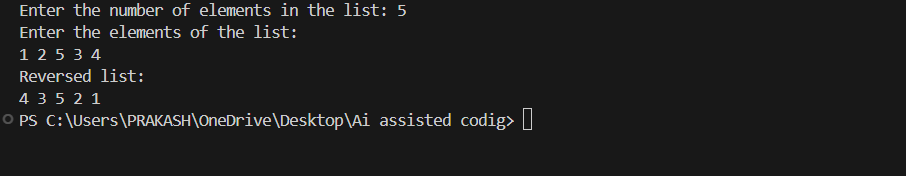 Enter the number of elements in the list: 5
Enter the elements of the list:
1 2 5 3 4
Reversed list:
4 3 5 2 1
PS C:\Users\PRAKASH\OneDrive\Desktop\Ai assisted codig>